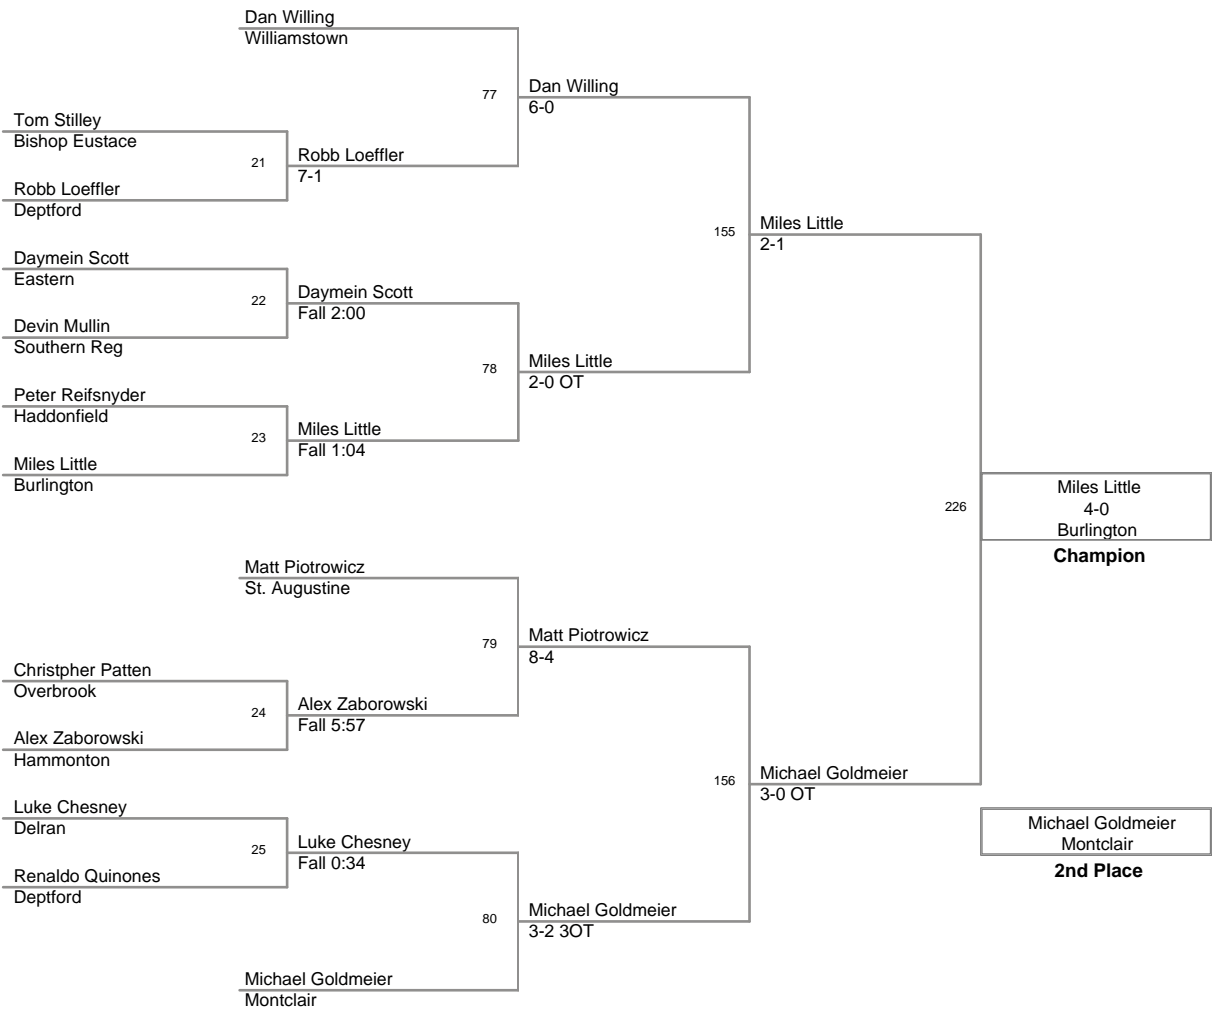 Dan Willing
Williamstown
77
Dan Willing
6-0
Tom Stilley
Bishop Eustace
21
Robb Loeffler
7-1
Robb Loeffler
Deptford
155
Miles Little
2-1
Daymein Scott
Eastern
22
Daymein Scott
Fall 2:00
Devin Mullin
Southern Reg
78
Miles Little
2-0 OT
Peter Reifsnyder
Haddonfield
23
Miles Little
Fall 1:04
Miles Little
Burlington
226
Miles Little
4-0
Burlington
Champion
Matt Piotrowicz
St. Augustine
79
Matt Piotrowicz
8-4
Christpher Patten
Overbrook
24
Alex Zaborowski
Fall 5:57
Alex Zaborowski
Hammonton
156
Michael Goldmeier
3-0 OT
Luke Chesney
Delran
25
Luke Chesney
Fall 0:34
Renaldo Quinones
Deptford
80
Michael Goldmeier
3-2 3OT
Michael Goldmeier
Montclair
Michael Goldmeier
Montclair
2nd Place